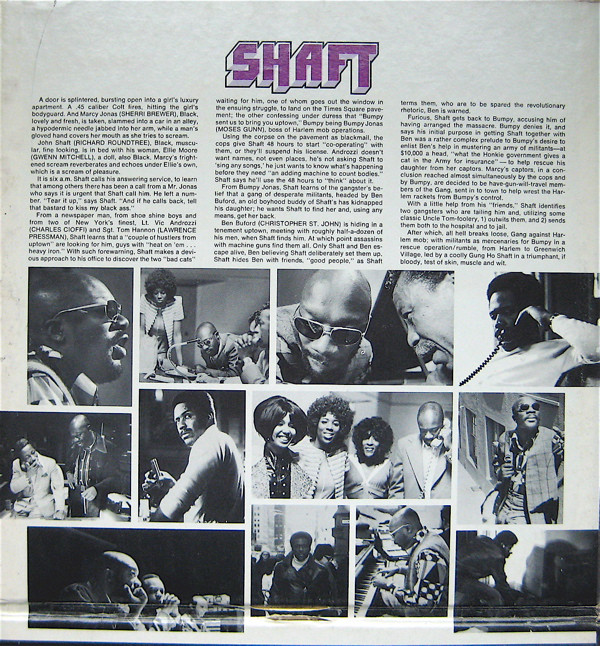 SHAFT
A door is splintered, bursting open into a girl's luxury
apartment. A .45 caliber Colt fires, hitting the girl's
bodyguard. And Marcy Jonas (SHERRI BREWER), Black,
lovely and fresh, is taken, slammed into a car in an alley,
a hypodermic needle jabbed into her arm, while a man's
gloved hand covers her mouth as she tries to scream.
John Shaft (RICHARD ROUNDTREE), Black, muscu-
lar, fine looking, is in bed with his woman, Ellie Moore
(GWENN MITCHELL), a doll, also Black. Marcy's fright-
ened scream reverberates and echoes under Ellie's own,
which is a scream of pleasure.
It is six a.m. Shaft calls his answering service, to learn
that among others there has been a call from a Mr. Jonas
who says it is urgent that Shaft call him. He left a num-
ber. "Tear it up," says Shaft. "And if he calls back, tell
that bastard to kiss my black ass."
From a newspaper man, from shoe shine boys and
from two of New York's finest, Lt. Vic Androzzi
(CHARLES CIOFFI) and Sgt. Tom Hannon (LAWRENCE
PRESSMAN), Shaft learns that a "couple of hustlers from
uptown" are looking for him, guys with "heat on 'em . . .
heavy iron." With such forewarning, Shaft makes a devi-
ous approach to his office to discover the two "bad cats"
waiting for him, one of whom goes out the window in
the ensuing struggle, to land on the Times Square pave-
ment; the other confessing under duress that "Bumpy
sent us to bring you uptown," Bumpy being Bumpy Jonas
(MOSES GUNN), boss of Harlem mob operations.
Using the corpse on the pavement as blackmail, the
cops give Shaft 48 hours to start "co-operating" with
them, or they'll suspend his license. Androzzi doesn't
want names, not even places, he's not asking Shaft to
'sing any songs,' he just wants to know what's happening
before they need "an adding machine to count bodies."
Shaft says he'll use the 48 hours to "think" about it.
From Bumpy Jonas, Shaft learns of the gangster's be-
lief that a gang of desperate militants, headed by Ben
Buford, an old boyhood buddy of Shaft's has kidnapped
his daughter; he wants Shaft to find her and, using any
means, get her back.
Ben Buford (CHRISTOPHER ST. JOHN) is hiding in a
tenement uptown, meeting with roughly half-a-dozen of
his men, when Shaft finds him. At which point assassins
with machine guns find them all. Only Shaft and Ben es-
cape alive, Ben believing Shaft deliberately set them up.
Shaft hides Ben with friends, "good people," as Shaft
terms them, who are to be spared the revolutionary
rhetoric, Ben is warned.
Furious, Shaft gets back to Bumpy, accusing him of
having arranged the massacre. Bumpy denies it, and
says his initial purpose in getting Shaft together with
Ben was a rather complex prelude to Bumpy's desire to
enlist Ben's help in mustering an army of militants—at
$10,000 a head, "what the Honkie government gives a
cat in the Army for insurance"— to help rescue his
daughter from her captors. Marcy's captors, in a con-
clusion reached almost simultaneously by the cops and
by Bumpy, are decided to be have-gun-will-travel mem-
bers of the Gang, sent in to town to help wrest the Har-
lem rackets from Bumpy's control.
With a little help from his "friends," Shaft identifies
two gangsters who are tailing him and, utilizing some
classic Uncle Tom-foolery, 1) outwits them, and 2) sends
them both to the hospital and to jail.
After which, all hell breaks loose, Gang against Har-
lem mob; with militants as mercenaries for Bumpy in a
rescue operation/rumble, from Harlem to Greenwich
Village, led by a coolly Gung Ho Shaft in a triumphant, if
bloody, test of skin, muscle and wit.